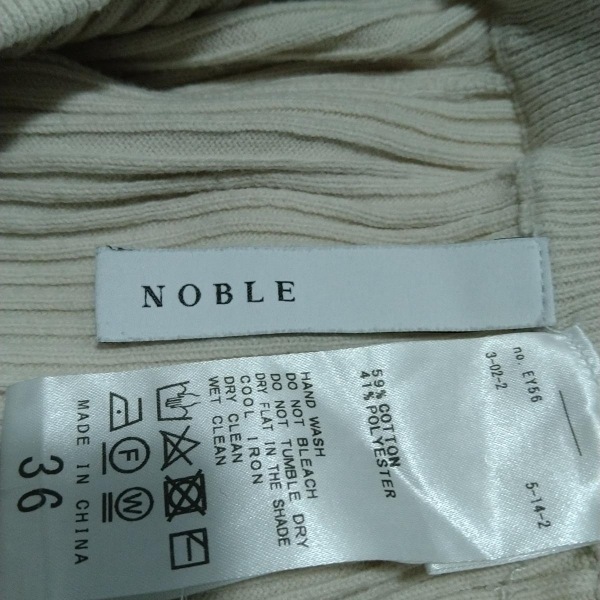 NOBLE
no. EY56
3-02-2
5-14-2
59% COTTON
41% POLYESTER
HAND WASH
DO NOT BLEACH
DO NOT TUMBLE DRY
DRY FLAT IN THE SHADE
COOL IRON
DRY CLEAN
WET CLEAN
F
W
MADE IN CHINA
36